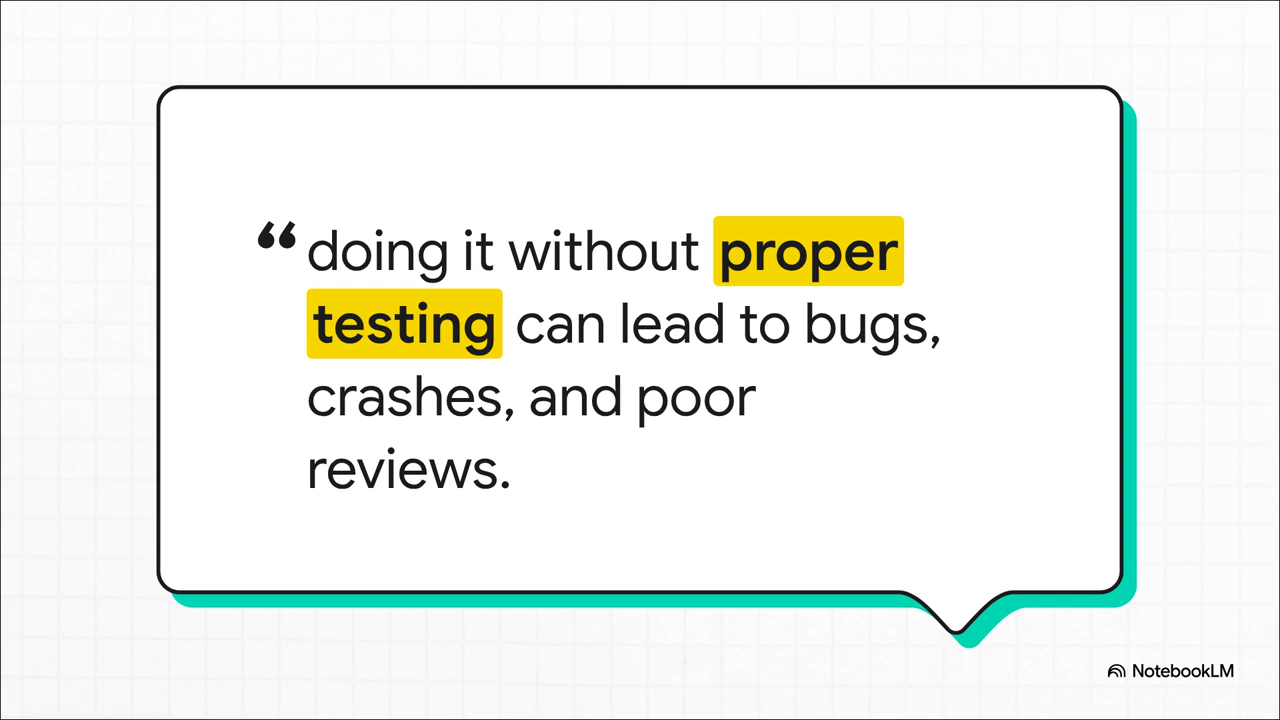 “doing it without proper
testing can lead to bugs,
crashes, and poor
reviews.
NotebookLM